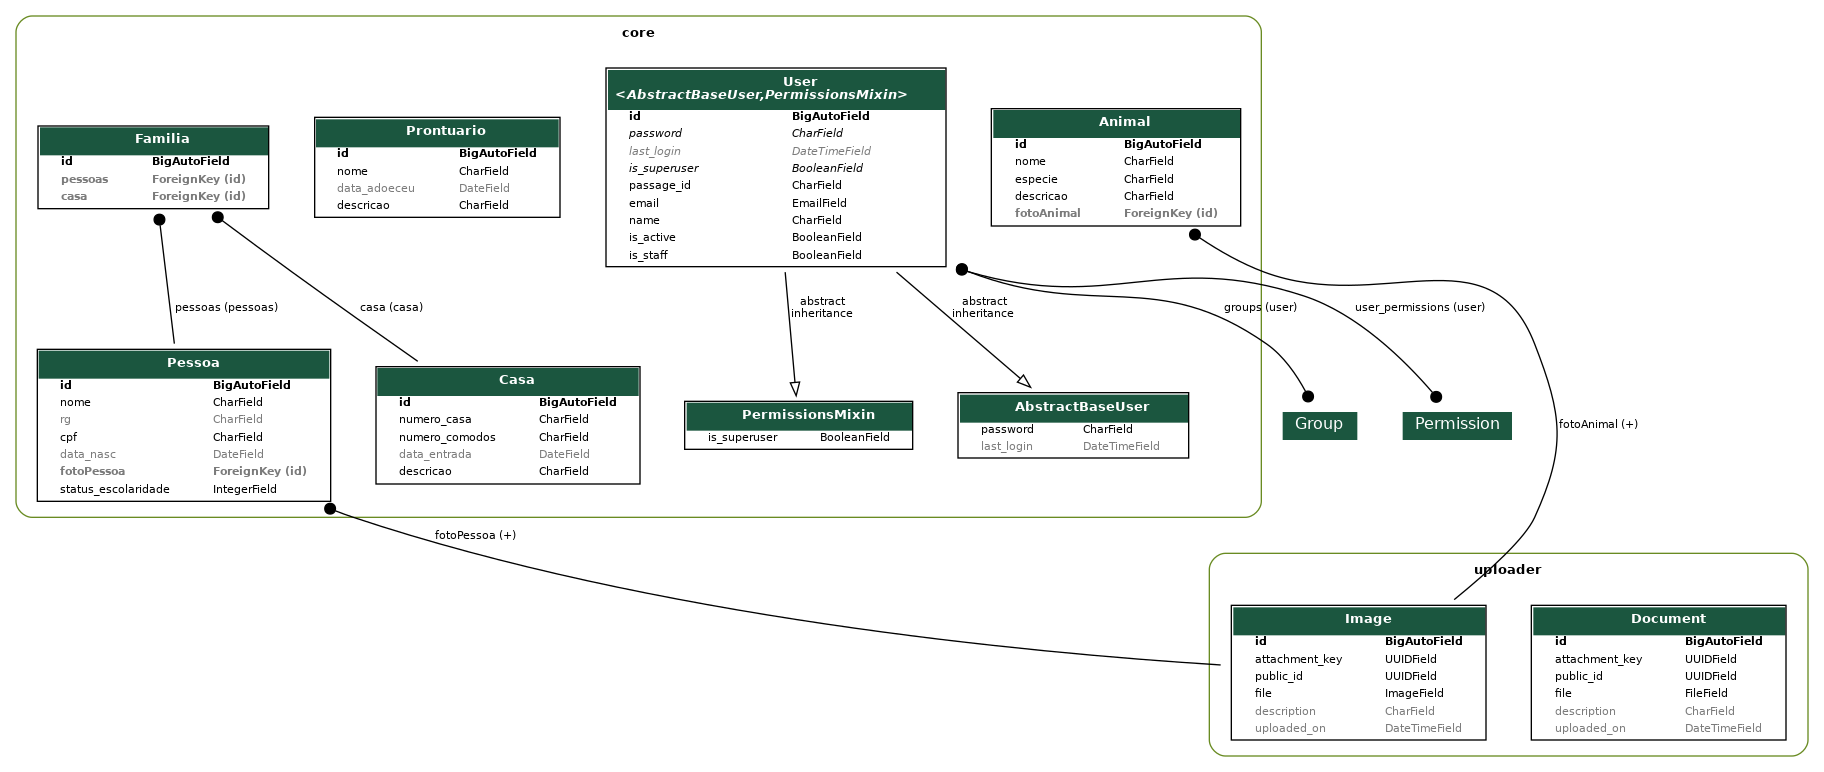 core
Familia
id BigAutoField
pessoas ForeignKey (id)
casa ForeignKey (id)
Prontuario
id BigAutoField
nome CharField
data_adoeceu DateField
descricao CharField
User
<AbstractBaseUser,PermissionsMixin>
id BigAutoField
password CharField
last_login DateTimeField
is_superuser BooleanField
passage_id CharField
email EmailField
name CharField
is_active BooleanField
is_staff BooleanField
Animal
id BigAutoField
nome CharField
especie CharField
descricao CharField
fotoAnimal ForeignKey (id)
pessoas (pessoas)
casa (casa)
abstract
inheritance
abstract
inheritance
groups (user)
user_permissions (user)
Pessoa
id BigAutoField
nome CharField
rg CharField
cpf CharField
data_nasc DateField
fotoPessoa ForeignKey (id)
status_escolaridade IntegerField
Casa
id BigAutoField
numero_casa CharField
numero_comodos CharField
data_entrada DateField
descricao CharField
PermissionsMixin
is_superuser BooleanField
AbstractBaseUser
password CharField
last_login DateTimeField
Group
Permission
fotoAnimal (+)
fotoPessoa (+)
uploader
Image
id BigAutoField
attachment_key UUIDField
public_id UUIDField
file ImageField
description CharField
uploaded_on DateTimeField
Document
id BigAutoField
attachment_key UUIDField
public_id UUIDField
file FileField
description CharField
uploaded_on DateTimeField